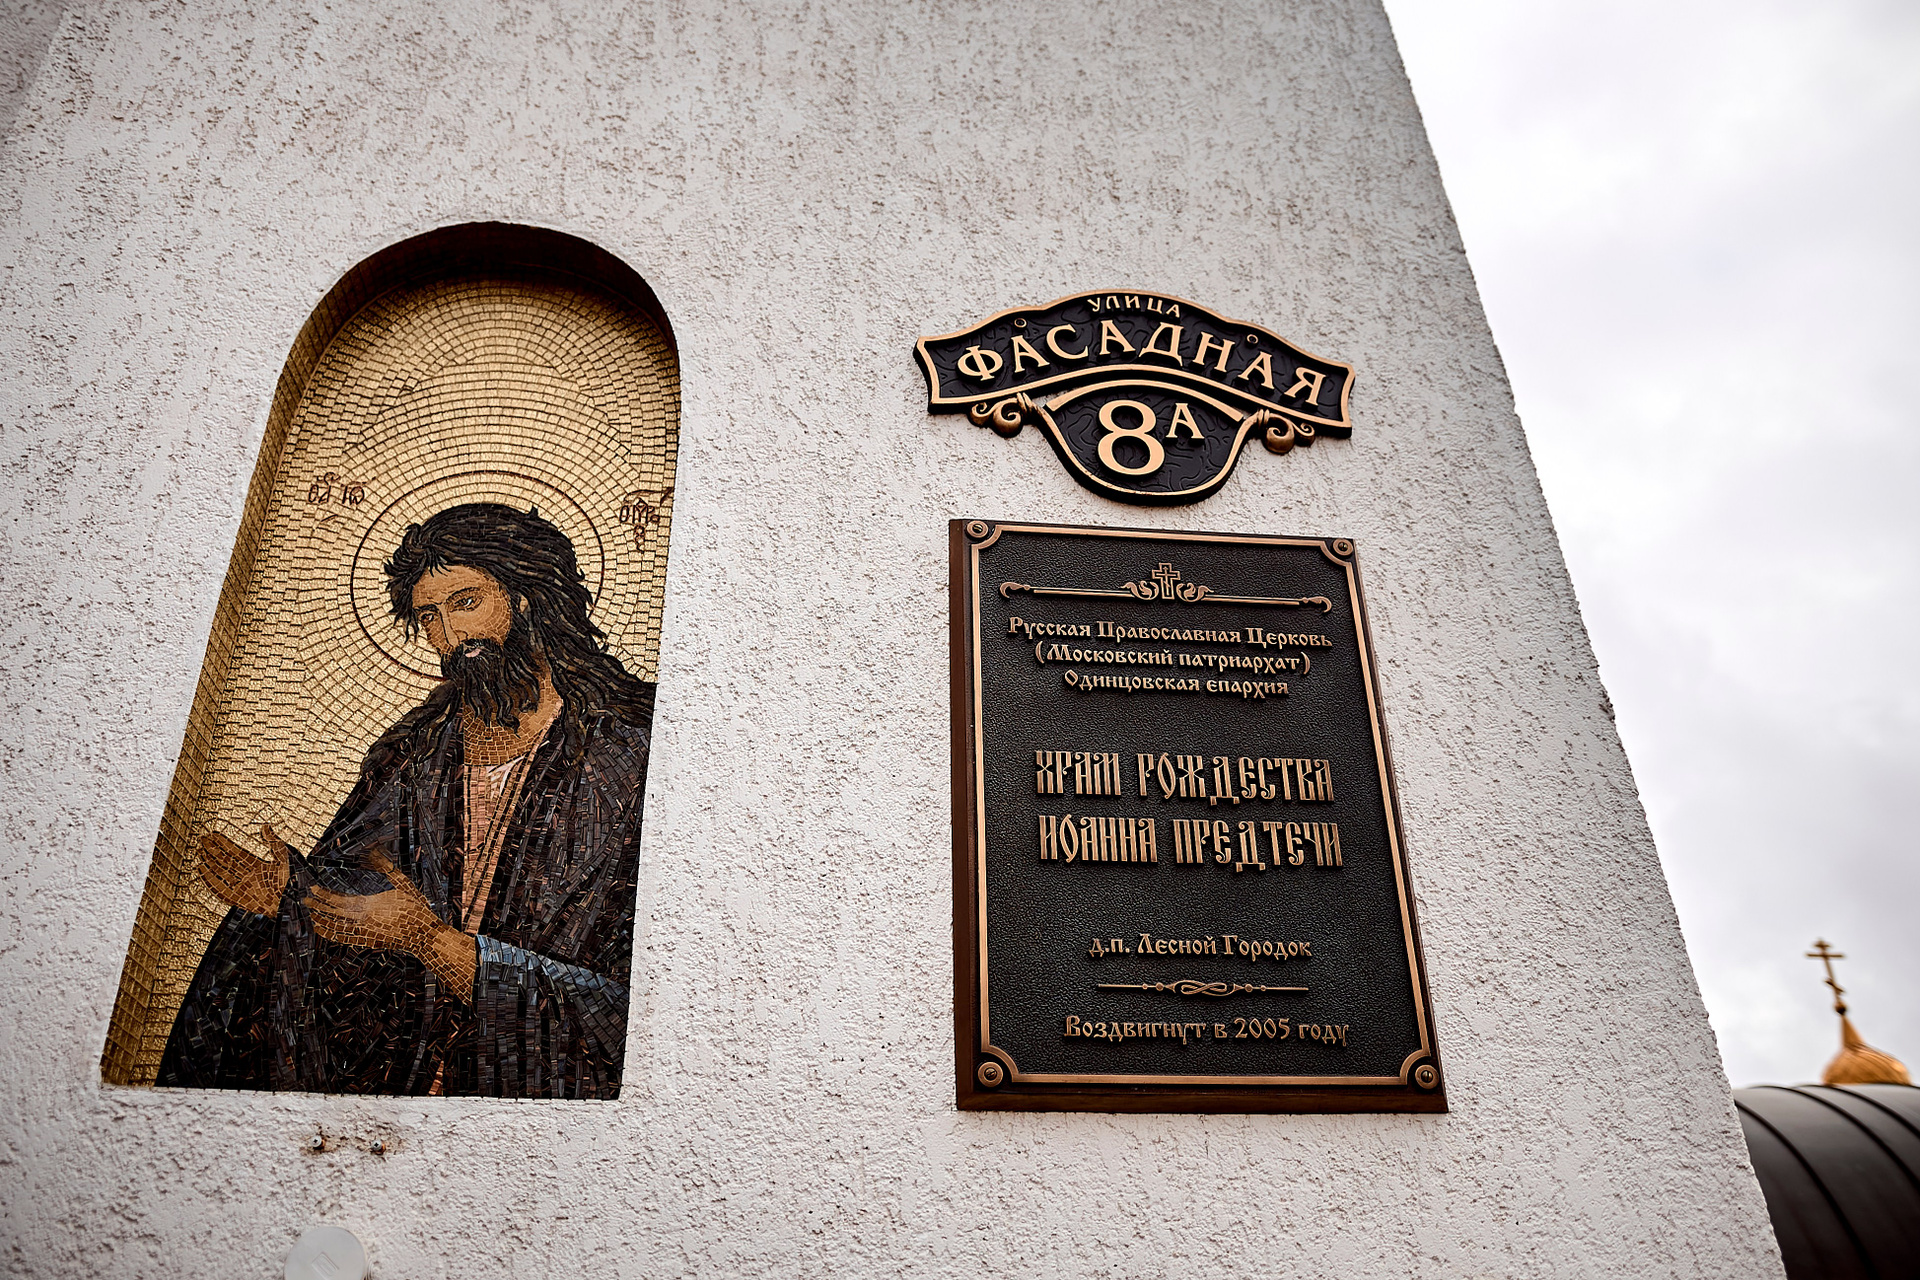 УЛИЦА
ФАСАДНАЯ
8А
Русская Православная Церковь
(Московский патриархат)
Одинцовская епархия
ХРАМ РОЖДЕСТВА
ИОАННА ПРЕДТЕЧИ
д.п. Лесной Городок
Воздвигнут в 2005 году